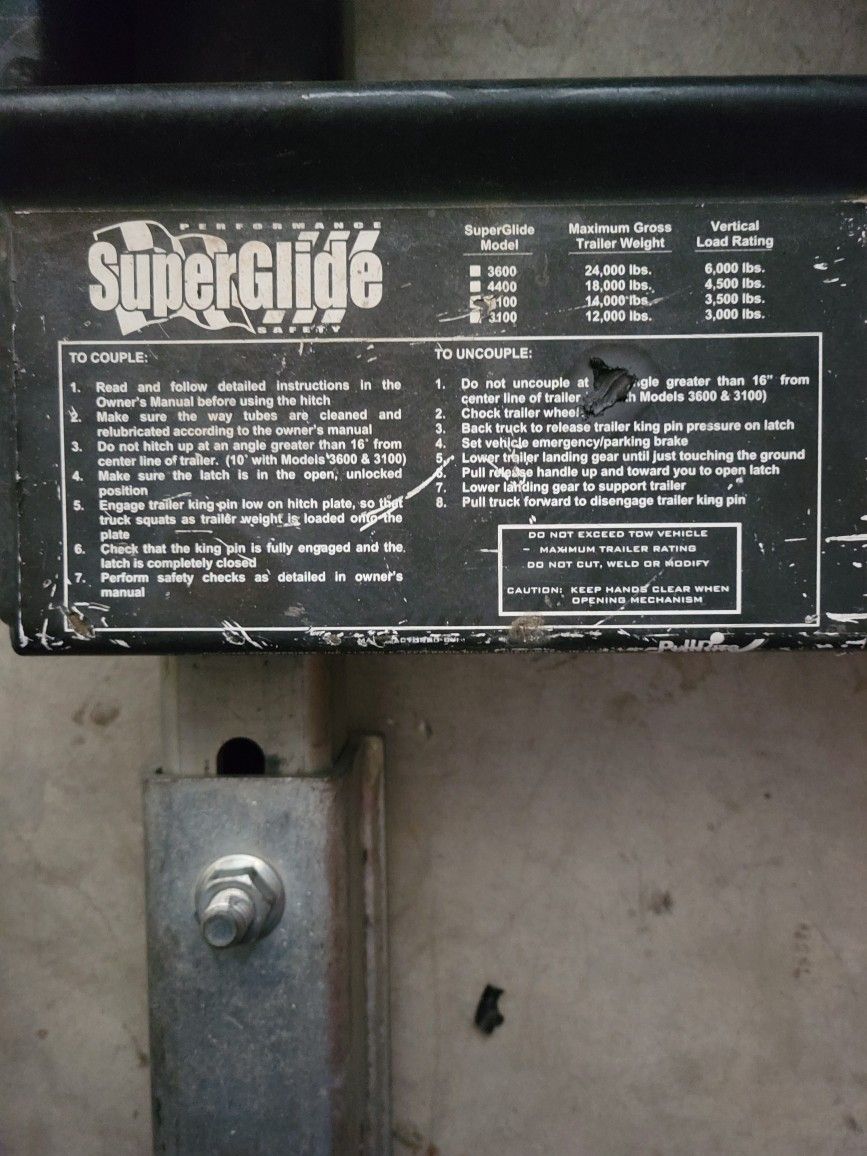 PERFORMANCE
SuperGlide
SAFETY
SuperGlide Maximum Gross Vertical
Model Trailer Weight Load Rating
3600 24,000 lbs. 6,000 lbs.
4400 18,000 lbs. 4,500 lbs.
100 14,000 lbs. 3,500 lbs.
3100 12,000 lbs. 3,000 lbs.
TO COUPLE:
1. Read and follow detailed instructions in the
Owner's Manual before using the hitch
2. Make sure the way tubes are cleaned and
relubricated according to the owner's manual
3. Do not hitch up at an angle greater than 16° from
center line of trailer. (10° with Models 3600 & 3100)
4. Make sure the latch is in the open, unlocked
position
5. Engage trailer king pin low on hitch plate, so that
truck squats as trailer weight is loaded onto the
plate
6. Check that the king pin is fully engaged and the
latch is completely closed
7. Perform safety checks as detailed in owner's
manual
TO UNCOUPLE:
1. Do not uncouple at gle greater than 16" from
center line of trailer h Models 3600 & 3100)
2. Chock trailer wheel
3. Back truck to release trailer king pin pressure on latch
4. Set vehicle emergency/parking brake
5. Lower trailer landing gear until just touching the ground
6. Pull release handle up and toward you to open latch
7. Lower landing gear to support trailer
8. Pull truck forward to disengage trailer king pin
DO NOT EXCEED TOW VEHICLE
MAXIMUM TRAILER RATING
DO NOT CUT, WELD OR MODIFY
CAUTION: KEEP HANDS CLEAR WHEN
OPENING MECHANISM
PullRite